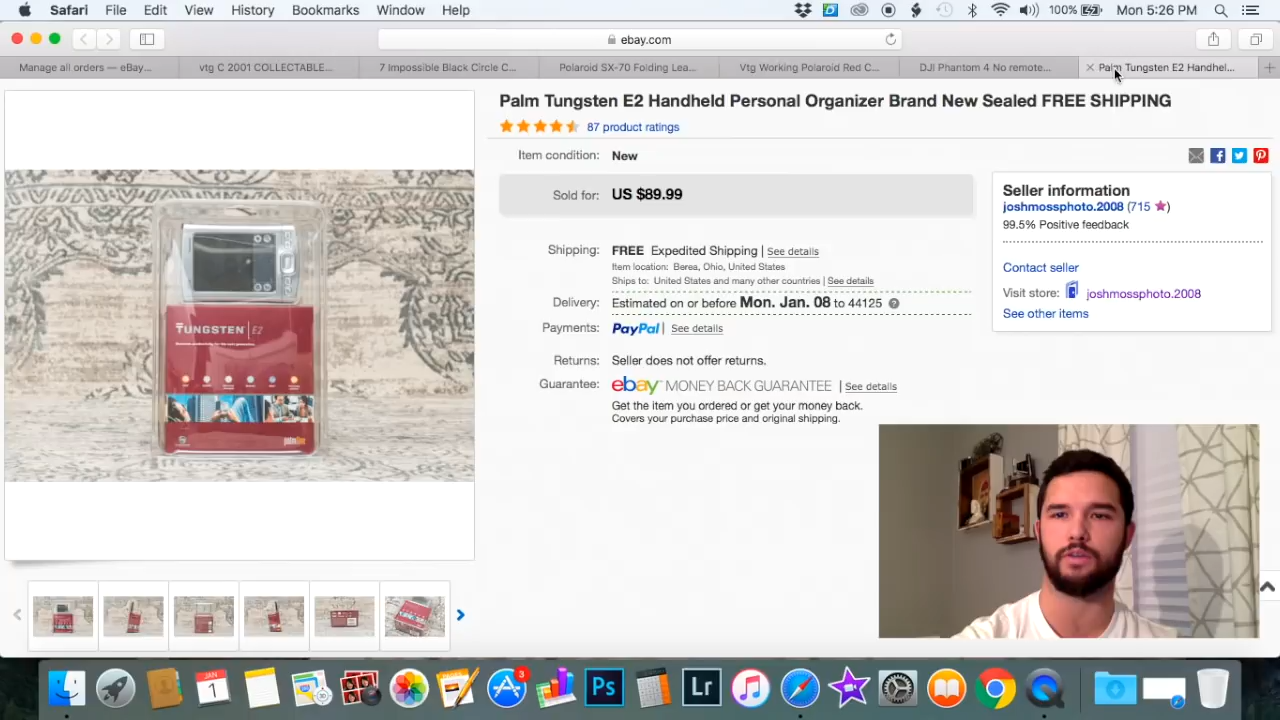 Safari File Edit View History Bookmarks Window Help 100% Mon 5:26 PM
ebay.com
Manage all orders — eBay... vtg C 2001 COLLECTABLE... 7 Impossible Black Circle C... Polaroid SX-70 Folding Lea... Vtg Working Polaroid Red C... DJI Phantom 4 No remote... Palm Tungsten E2 Handhel...
Palm Tungsten E2 Handheld Personal Organizer Brand New Sealed FREE SHIPPING
87 product ratings
Item condition: New
Sold for: US $89.99
Shipping: FREE Expedited Shipping | See details
Item location: Berea, Ohio, United States
Ships to: United States and many other countries | See details
Delivery: Estimated on or before Mon. Jan. 08 to 44125 ?
Payments: PayPal | See details
Returns: Seller does not offer returns.
Guarantee: ebay MONEY BACK GUARANTEE | See details
Get the item you ordered or get your money back.
Covers your purchase price and original shipping.
Seller information
joshmossphoto.2008 (715 )
99.5% Positive feedback
Contact seller
Visit store: joshmossphoto.2008
See other items
TUNGSTEN | E2
palmOne
JAN
1
3
Ps
Lr